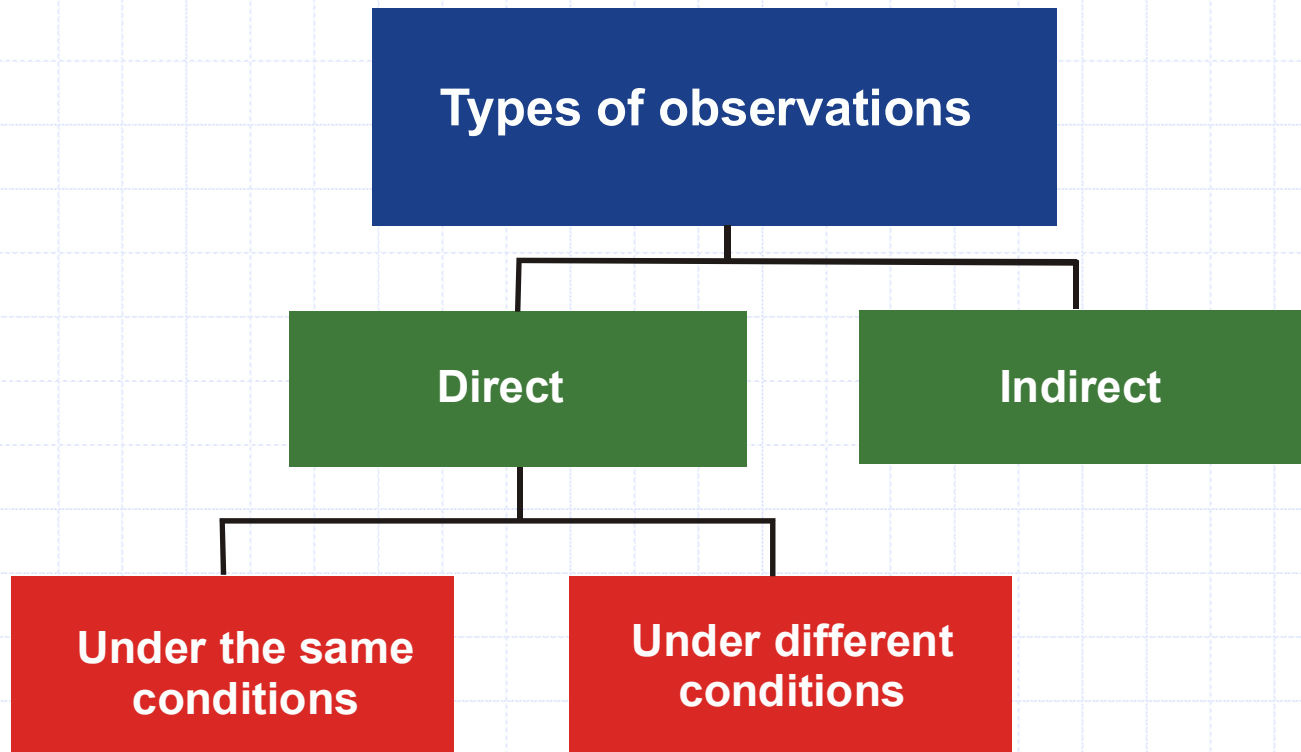 Types of observations
Direct
Indirect
Under the same
conditions
Under different
conditions